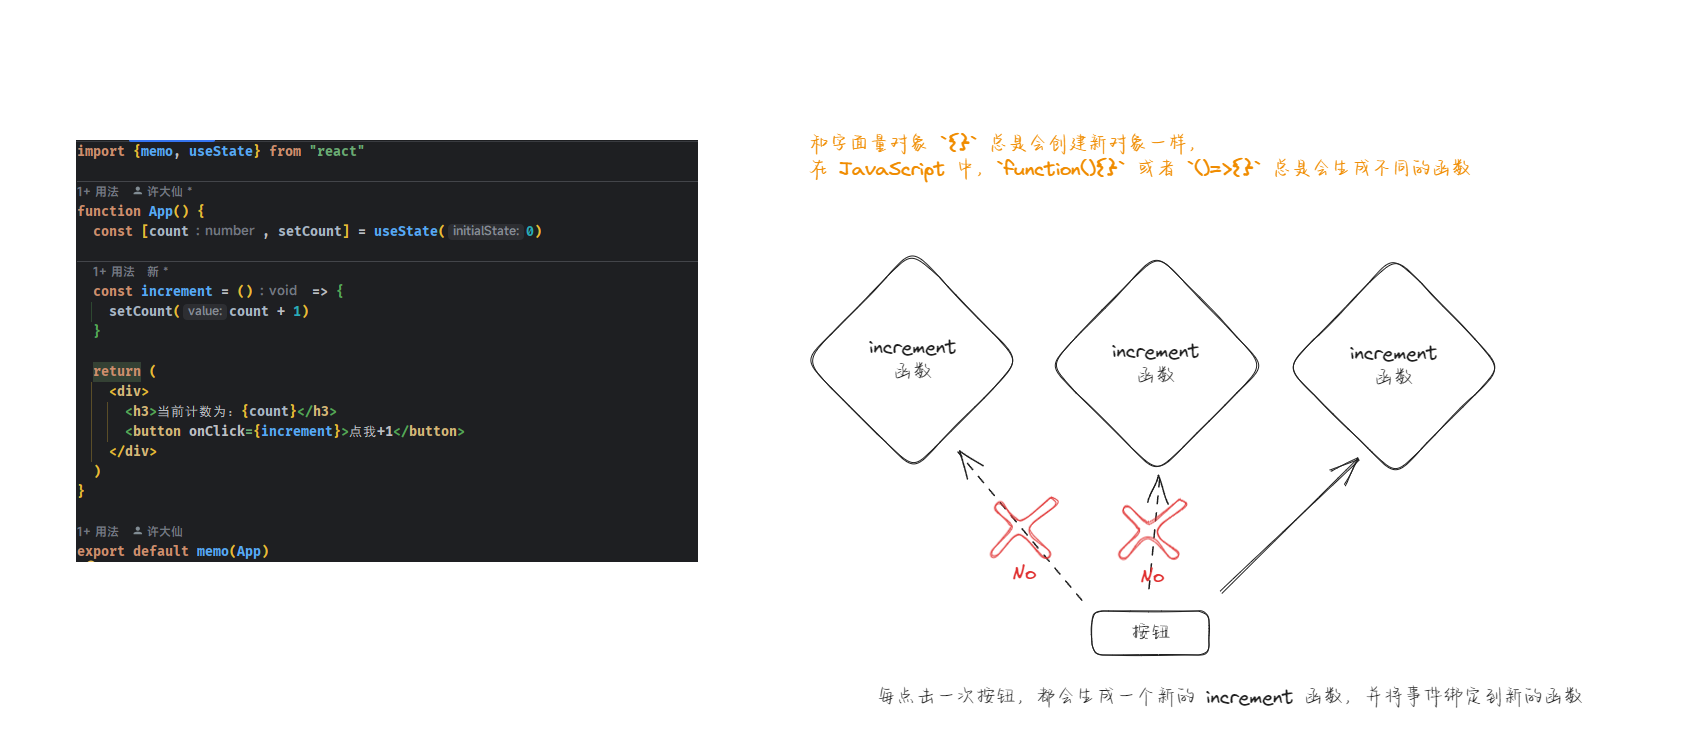 import {memo, useState} from "react"
1+ 用法 许大仙 *
function App() {
const [count : number , setCount] = useState( initialState: 0)
1+ 用法 新 *
const increment = () : void => {
setCount( value: count + 1)
}
return (
<div>
<h3>当前计数为：{count}</h3>
<button onClick={increment}>点我+1</button>
</div>
)
}
1+ 用法 许大仙
export default memo(App)
和字面量对象 `{}` 总是会创建新对象一样，
在 JavaScript 中，`function(){}` 或者 `()=>{}` 总是会生成不同的函数
increment
函数
increment
函数
increment
函数
No
No
按钮
每点击一次按钮，都会生成一个新的 increment 函数，并将事件绑定到新的函数